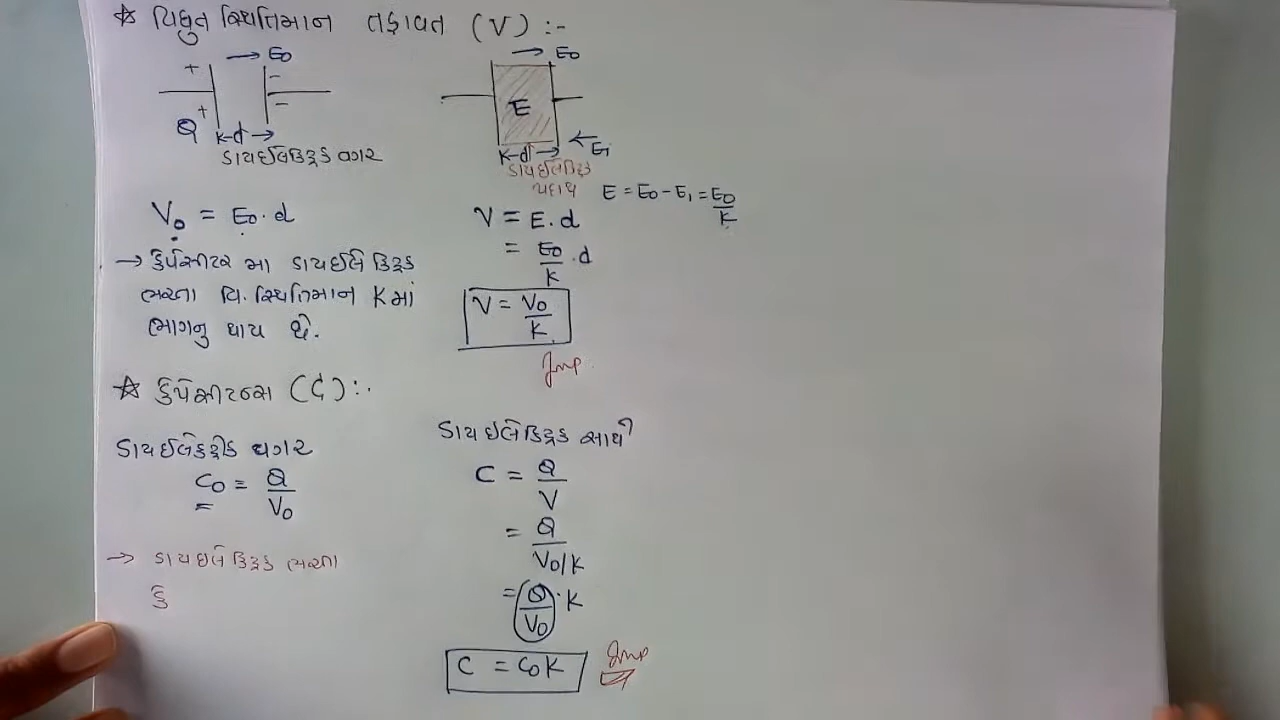 ☆ વિદ્યુત સ્થિતિમાન તફાવત (V) :-
→ E0
+ -
+ -
Q
k-d→
ડાયઈલેક્ટ્રિક વગર
→ E0
E
← E1
k-d→
ડાયઈલેક્ટ્રિક
પદાર્થ
E = E0 - E1 = E0/K
V0 = E0 · d
V = E. d
= E0/K . d
V = V0/K
Imp.
→ કેપેસીટર મા ડાયઈલેક્ટ્રિક
ભરતા વિ. સ્થિતિમાન K માં
ભાગનુ થાય છે.
☆ કેપેસીટન્સ (C) :-
ડાયઈલેક્ટ્રીક વગર
C0 = Q/V0
ડાયઈલેક્ટ્રિક સાથે
C = Q/V
= Q/V0/K
= Q/V0 · K
C = C0K
Imp
→ ડાયઈલેક્ટ્રિક ભરતા
કે